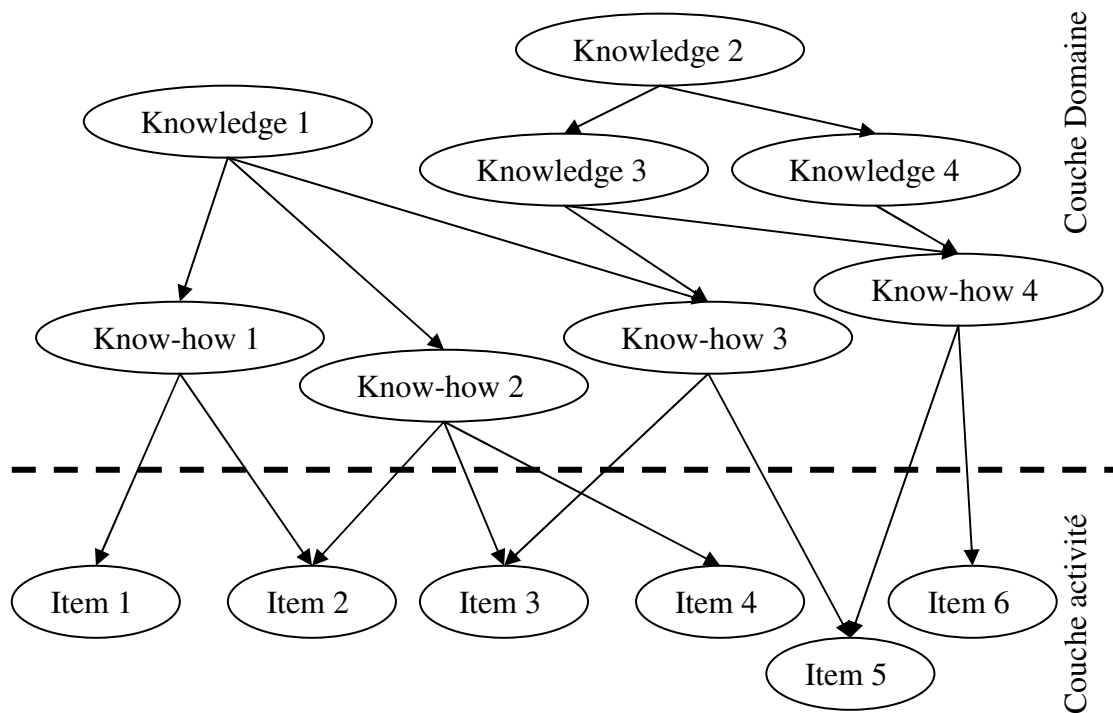 Knowledge 2
Knowledge 1
Knowledge 3
Knowledge 4
Couche Domaine
Know-how 4
Know-how 1
Know-how 3
Know-how 2
Item 1
Item 2
Item 3
Item 4
Item 6
Item 5
Couche activité